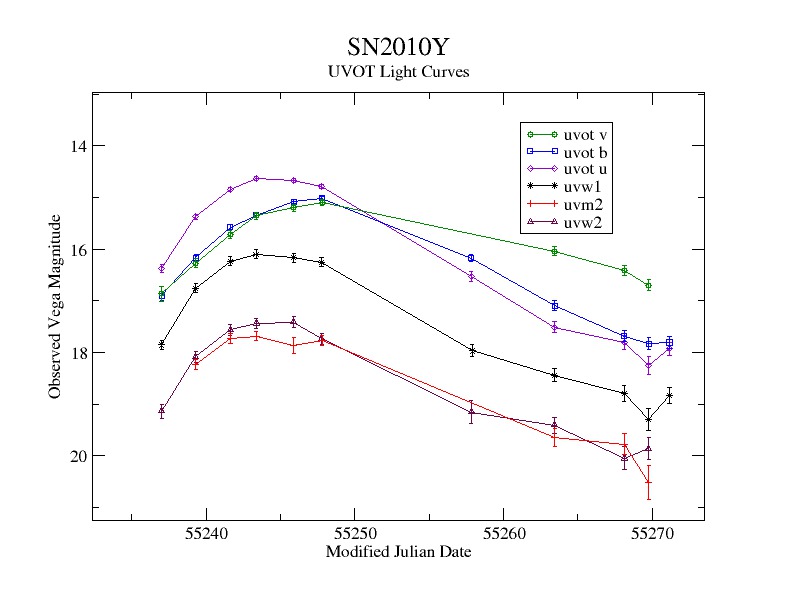 SN2010Y
UVOT Light Curves
uvot v
uvot b
uvot u
uvw1
uvm2
uvw2
Observed Vega Magnitude
14
16
18
20
55240
55250
55260
55270
Modified Julian Date